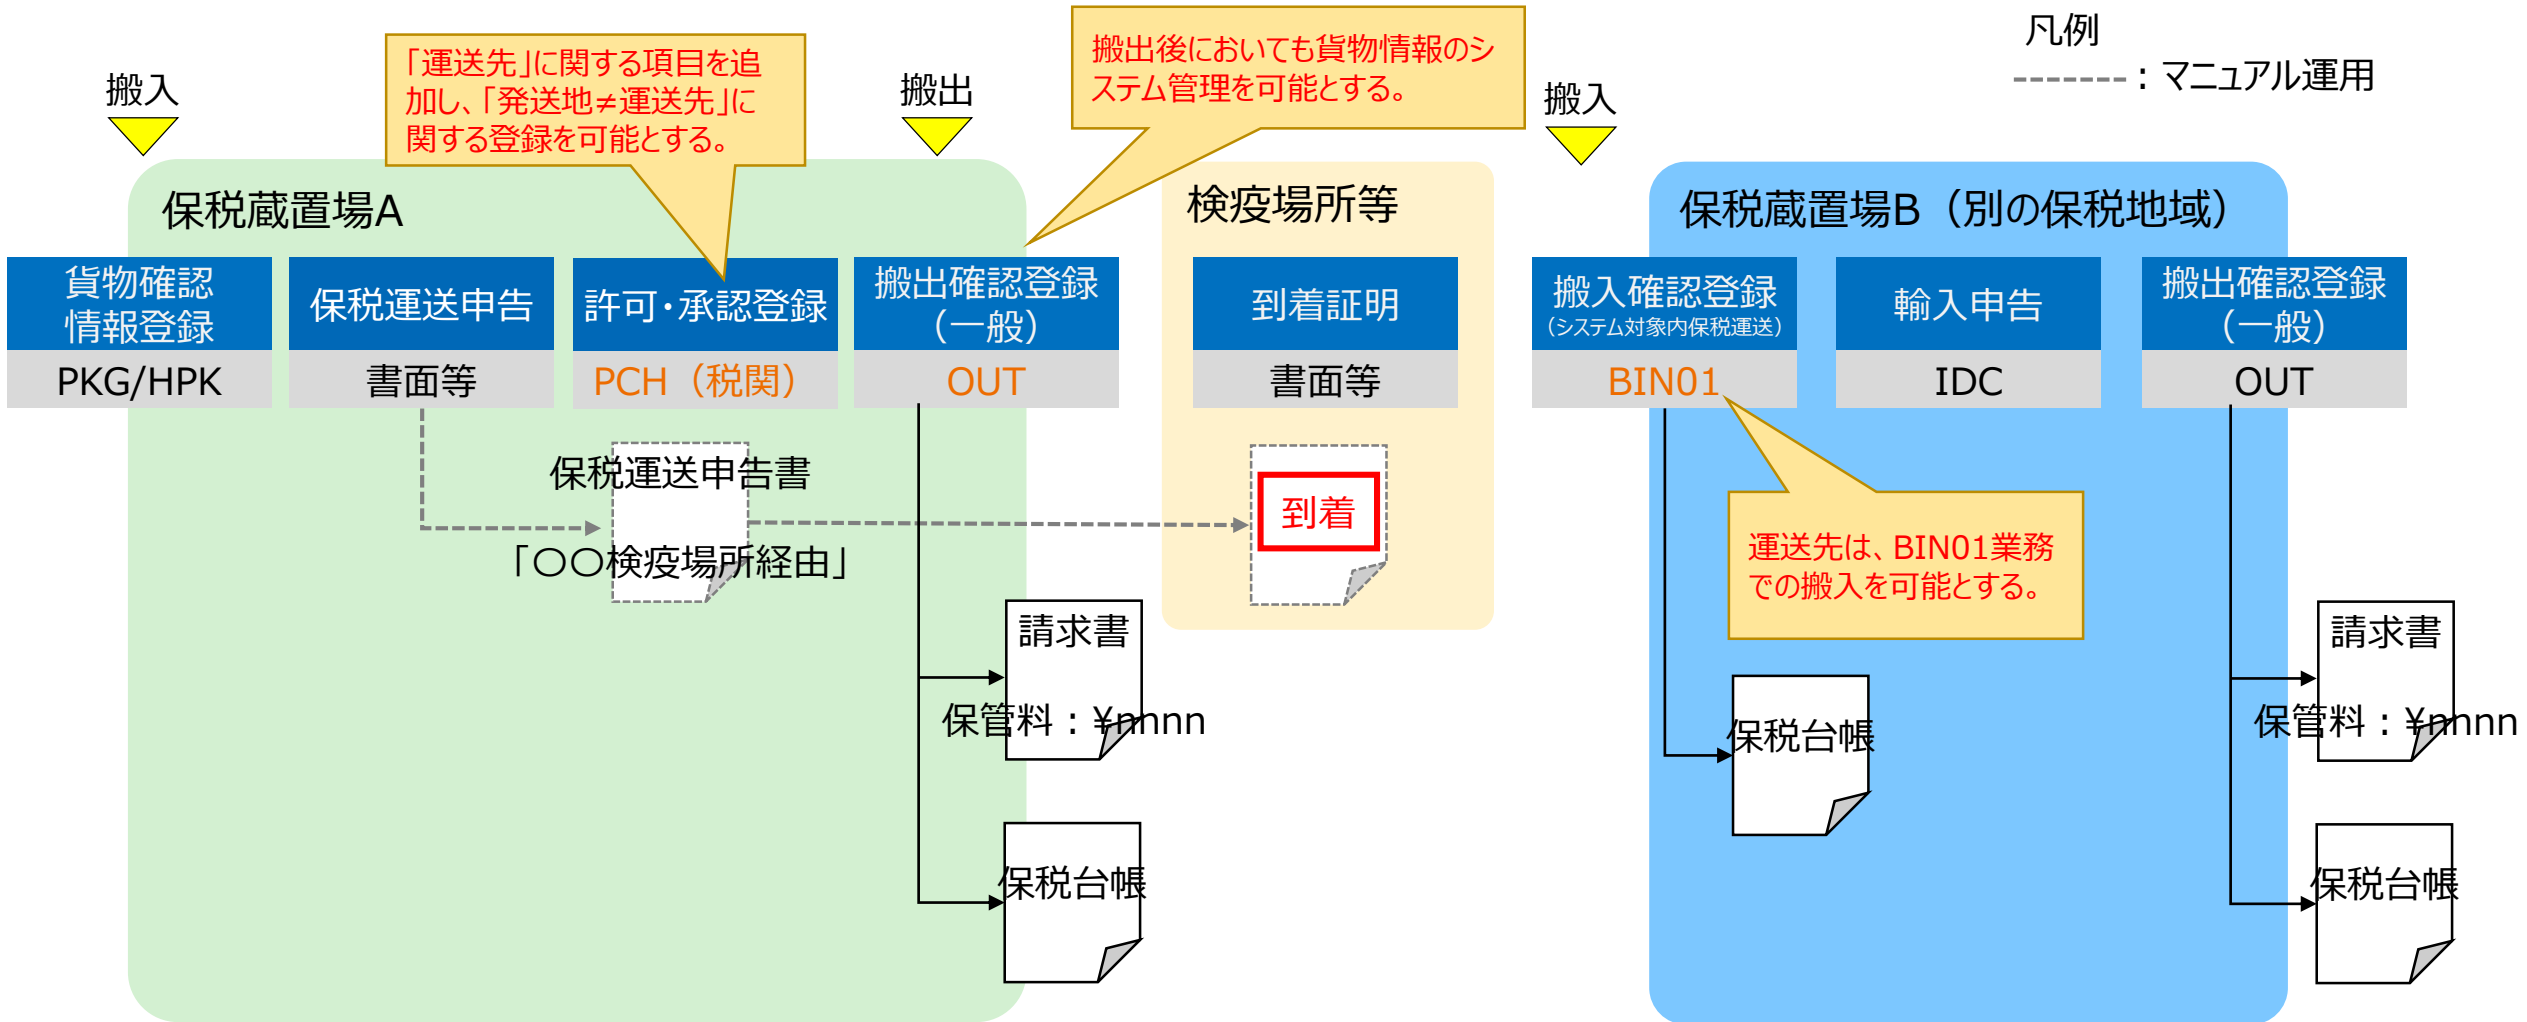 凡例
：マニュアル運用
搬入
「運送先」に関する項目を追
加し、「発送地≠運送先」に
関する登録を可能とする。
搬出
搬出後においても貨物情報のシ
ステム管理を可能とする。
搬入
保税蔵置場A
検疫場所等
保税蔵置場B（別の保税地域）
貨物確認
情報登録
PKG/HPK
保税運送申告
書面等
許可・承認登録
PCH（税関）
搬出確認登録
（一般）
OUT
到着証明
書面等
搬入確認登録
（システム対象内保税運送）
BIN01
輸入申告
IDC
搬出確認登録
（一般）
OUT
保税運送申告書
「〇〇検疫場所経由」
到着
運送先は、BIN01業務
での搬入を可能とする。
請求書
保管料：¥nnnn
保税台帳
保税台帳
請求書
保管料：¥nnnn
保税台帳